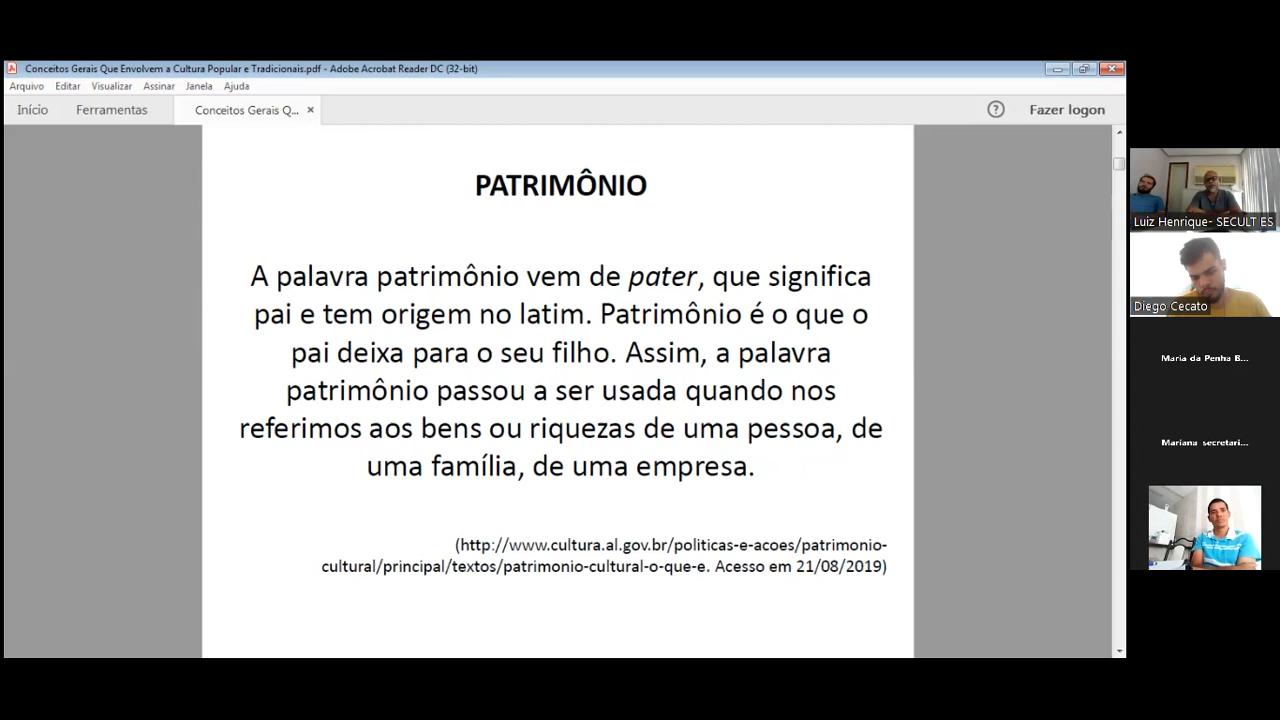 Conceitos Gerais Que Envolvem a Cultura Popular e Tradicionais.pdf - Adobe Acrobat Reader DC (32-bit)
Arquivo Editar Visualizar Assinar Janela Ajuda
Início Ferramentas Conceitos Gerais Q... × ? Fazer logon
PATRIMÔNIO
A palavra patrimônio vem de pater, que significa
pai e tem origem no latim. Patrimônio é o que o
pai deixa para o seu filho. Assim, a palavra
patrimônio passou a ser usada quando nos
referimos aos bens ou riquezas de uma pessoa, de
uma família, de uma empresa.
(http://www.cultura.al.gov.br/politicas-e-acoes/patrimonio-
cultural/principal/textos/patrimonio-cultural-o-que-e. Acesso em 21/08/2019)
Luiz Henrique- SECULT ES
Diego Cecato
Maria da Penha B...
Mariana secretari...